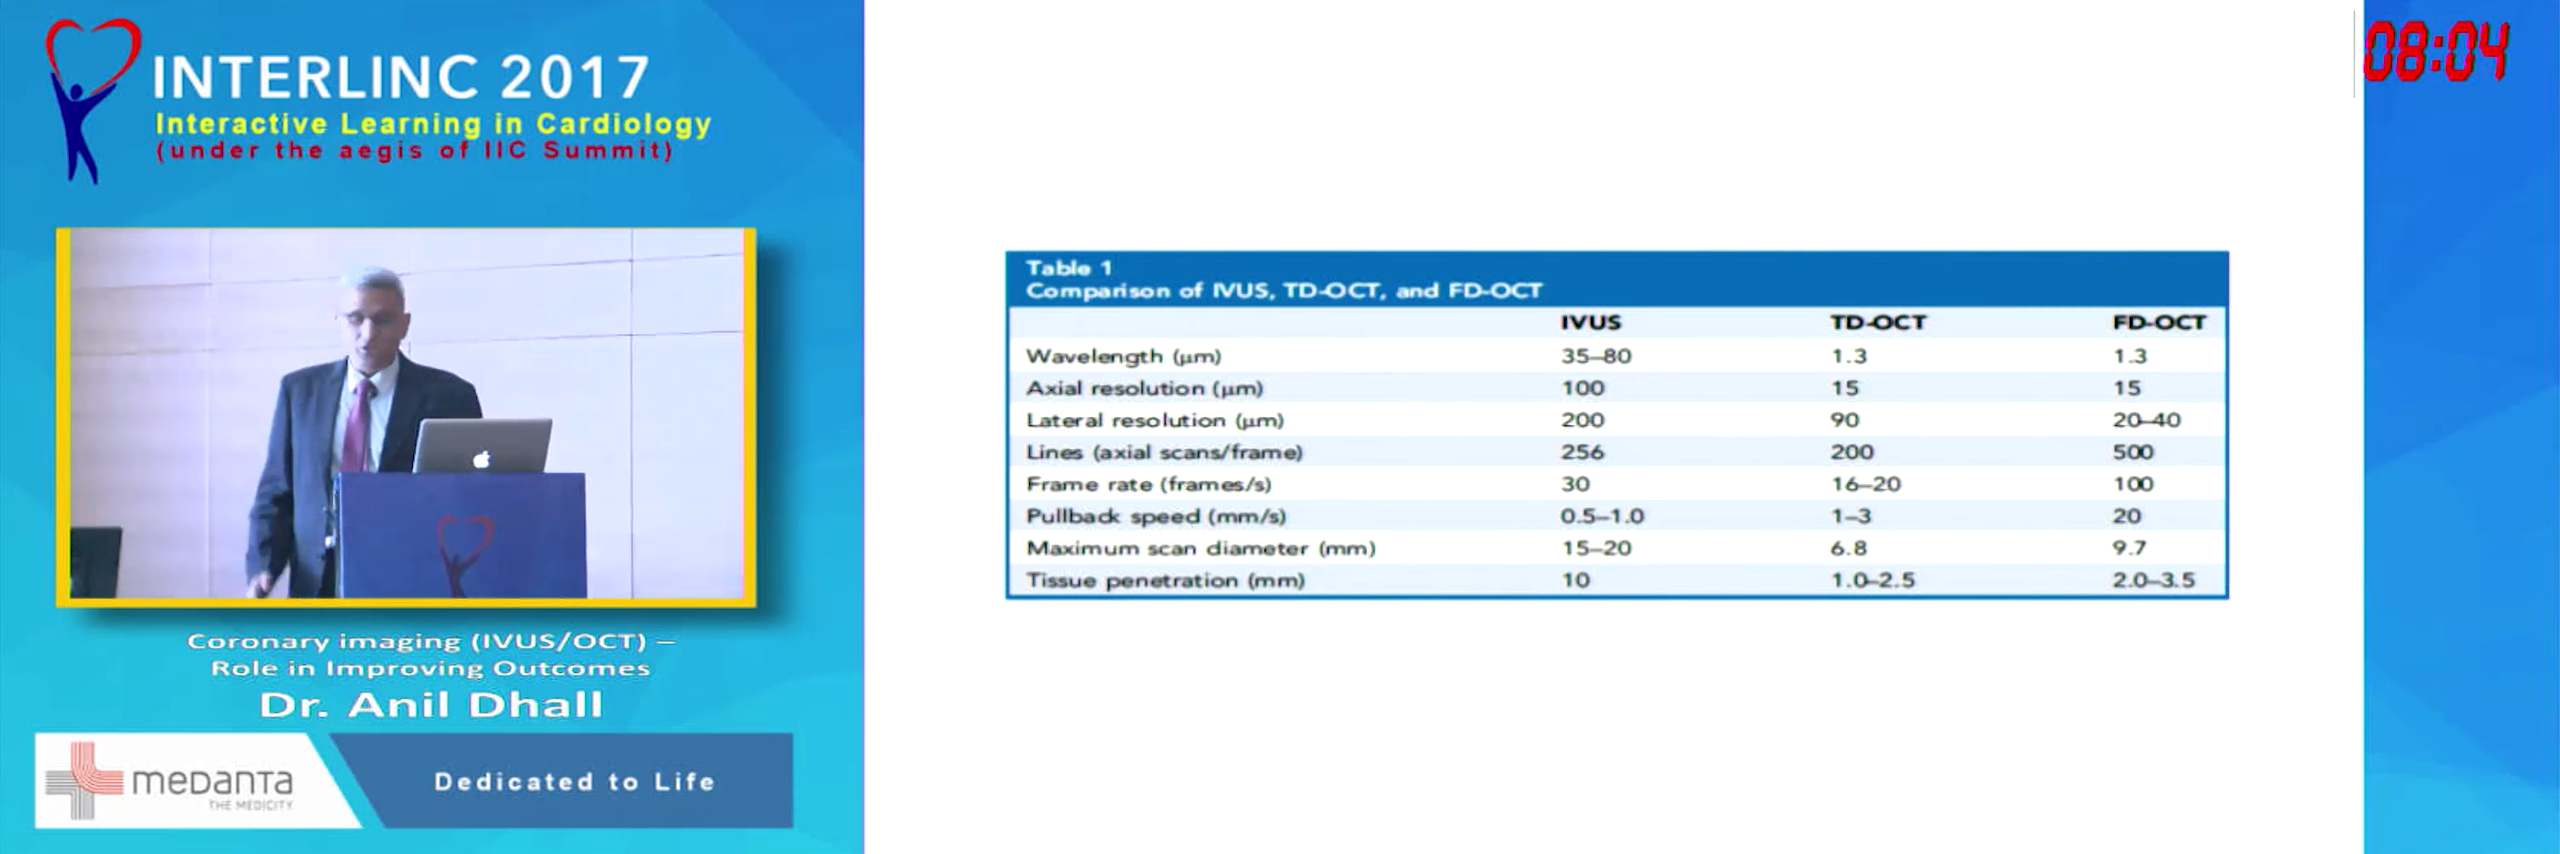 INTERLINC 2017
Interactive Learning in Cardiology
(under the aegis of IIC Summit)
Coronary imaging (IVUS/OCT) –
Role in Improving Outcomes
Dr. Anil Dhall
medanta
THE MEDICITY
Dedicated to Life
08:04
Table 1
Comparison of IVUS, TD-OCT, and FD-OCT
IVUS TD-OCT FD-OCT
Wavelength (μm) 35–80 1.3 1.3
Axial resolution (μm) 100 15 15
Lateral resolution (μm) 200 90 20–40
Lines (axial scans/frame) 256 200 500
Frame rate (frames/s) 30 16–20 100
Pullback speed (mm/s) 0.5–1.0 1–3 20
Maximum scan diameter (mm) 15–20 6.8 9.7
Tissue penetration (mm) 10 1.0–2.5 2.0–3.5